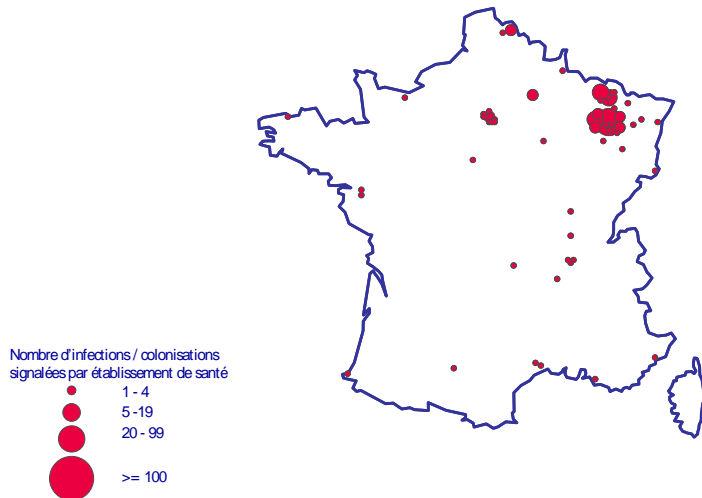 Nombre d'infections / colonisations
signalées par établissement de santé
1 - 4
5 -19
20 - 99
>= 100